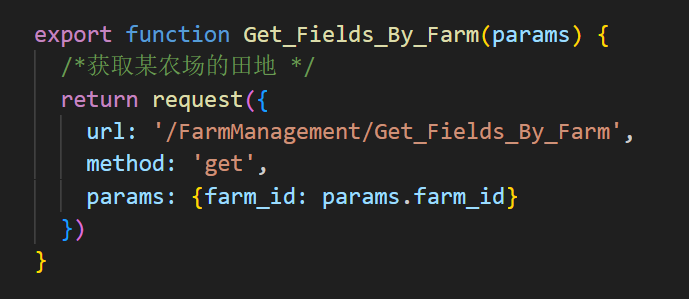 export function Get_Fields_By_Farm(params) {
  /*获取某农场的田地 */
  return request({
    url: '/FarmManagement/Get_Fields_By_Farm',
    method: 'get',
    params: {farm_id: params.farm_id}
  })
}